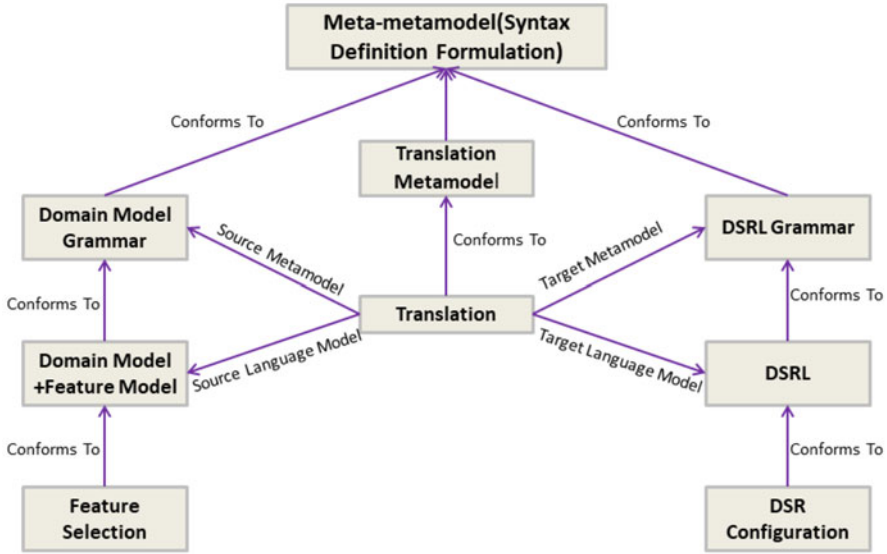 Meta-metamodel(Syntax
Definition Formulation)
Conforms To
Conforms To
Translation
Metamodel
Domain Model
Grammar
DSRL Grammar
Source Metamodel
Conforms To
Target Metamodel
Conforms To
Translation
Conforms To
Domain Model
+Feature Model
Source Language Model
Target Language Model
DSRL
Conforms To
Conforms To
Feature
Selection
DSR
Configuration